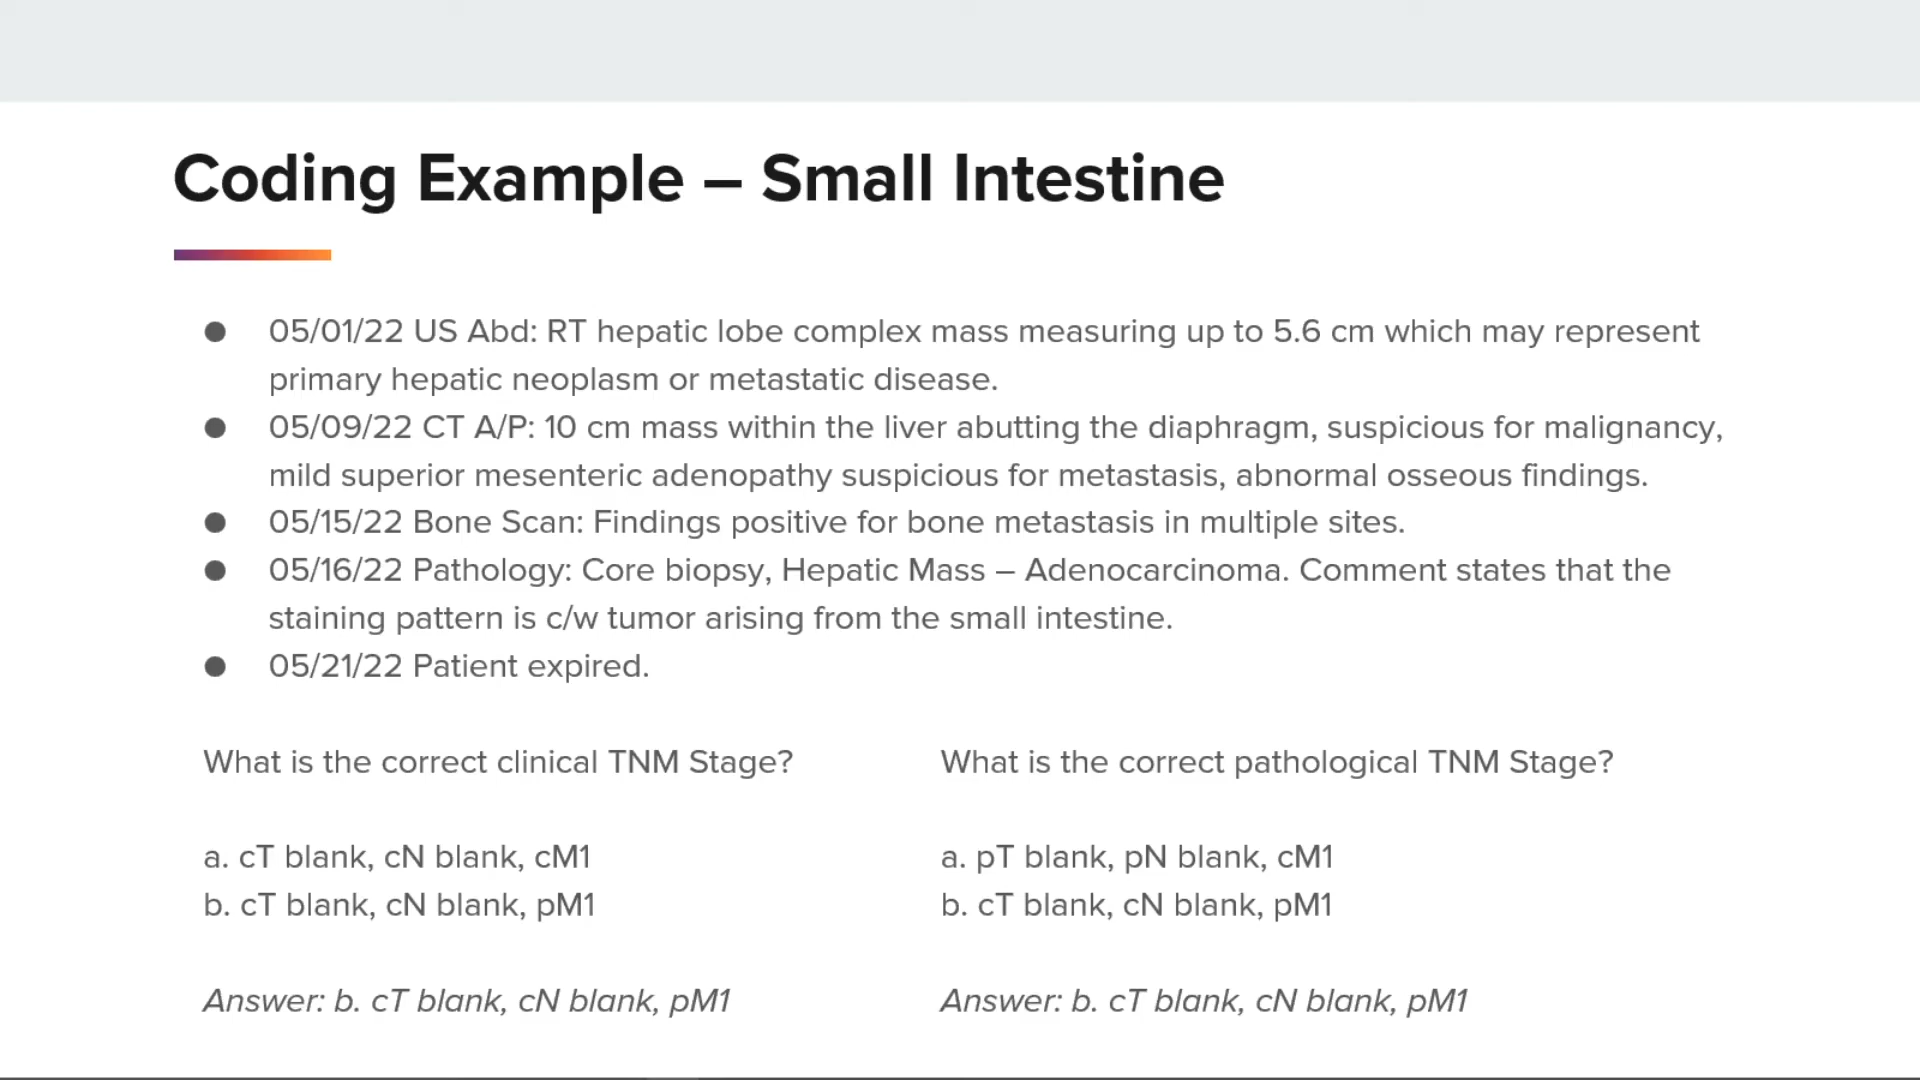 Coding Example – Small Intestine
● 05/01/22 US Abd: RT hepatic lobe complex mass measuring up to 5.6 cm which may represent
primary hepatic neoplasm or metastatic disease.
● 05/09/22 CT A/P: 10 cm mass within the liver abutting the diaphragm, suspicious for malignancy,
mild superior mesenteric adenopathy suspicious for metastasis, abnormal osseous findings.
● 05/15/22 Bone Scan: Findings positive for bone metastasis in multiple sites.
● 05/16/22 Pathology: Core biopsy, Hepatic Mass – Adenocarcinoma. Comment states that the
staining pattern is c/w tumor arising from the small intestine.
● 05/21/22 Patient expired.
What is the correct clinical TNM Stage?
a. cT blank, cN blank, cM1
b. cT blank, cN blank, pM1
Answer: b. cT blank, cN blank, pM1
What is the correct pathological TNM Stage?
a. pT blank, pN blank, cM1
b. cT blank, cN blank, pM1
Answer: b. cT blank, cN blank, pM1